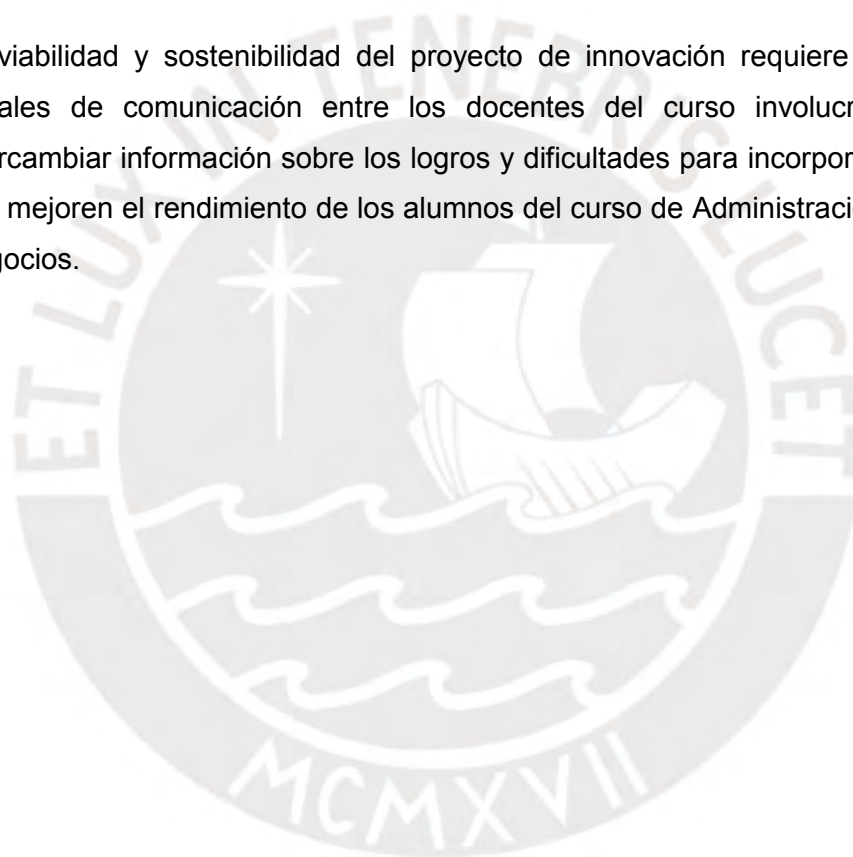 viabilidad y sostenibilidad del proyecto de innovación requiere
ales de comunicación entre los docentes del curso involucr
rcambiar información sobre los logros y dificultades para incorpor
mejoren el rendimiento de los alumnos del curso de Administraci
gocios.
ET LUX IN TENEBRIS LUCET
MCMXVII